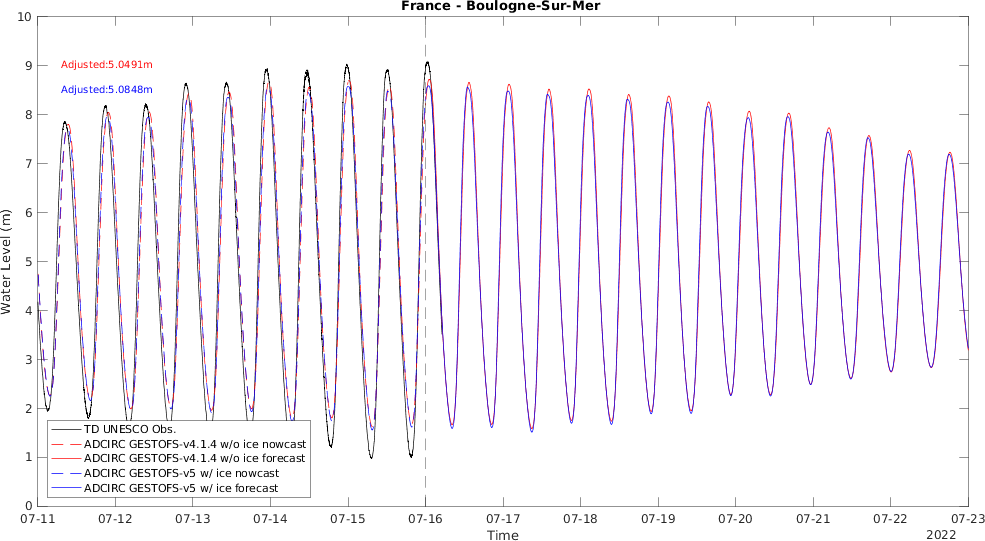 France - Boulogne-Sur-Mer
10
9
8
7
6
5
4
3
2
1
0
Water Level (m)
Adjusted:5.0491m
Adjusted:5.0848m
TD UNESCO Obs.
ADCIRC GESTOFS-v4.1.4 w/o ice nowcast
ADCIRC GESTOFS-v4.1.4 w/o ice forecast
ADCIRC GESTOFS-v5 w/ ice nowcast
ADCIRC GESTOFS-v5 w/ ice forecast
07-11 07-12 07-13 07-14 07-15 07-16 07-17 07-18 07-19 07-20 07-21 07-22 07-23
Time
2022